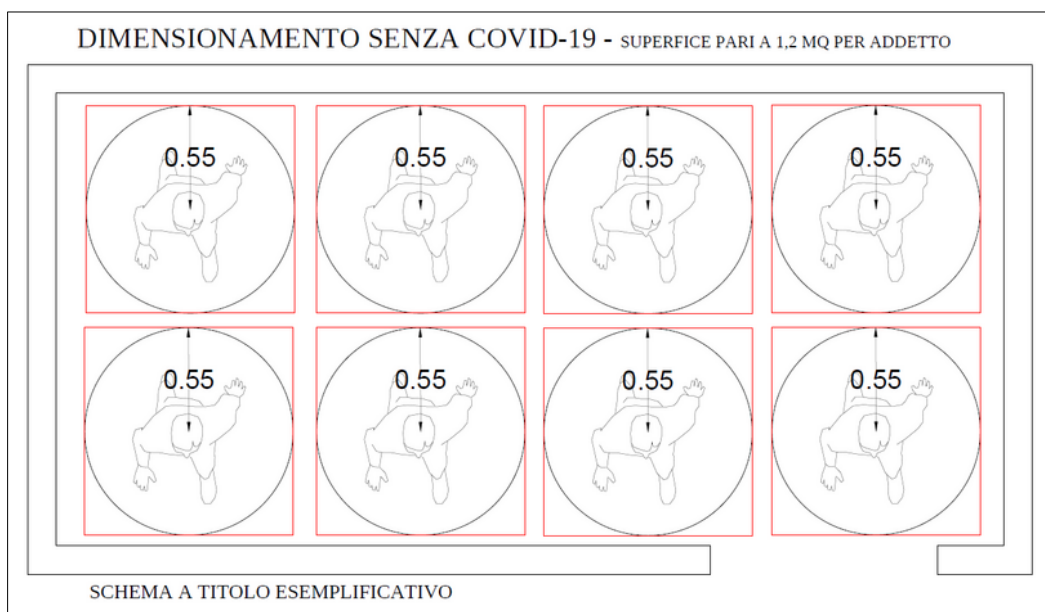 DIMENSIONAMENTO SENZA COVID-19 - SUPERFICE PARI A 1,2 MQ PER ADDETTO
0.55 0.55 0.55 0.55
0.55 0.55 0.55 0.55
SCHEMA A TITOLO ESEMPLIFICATIVO